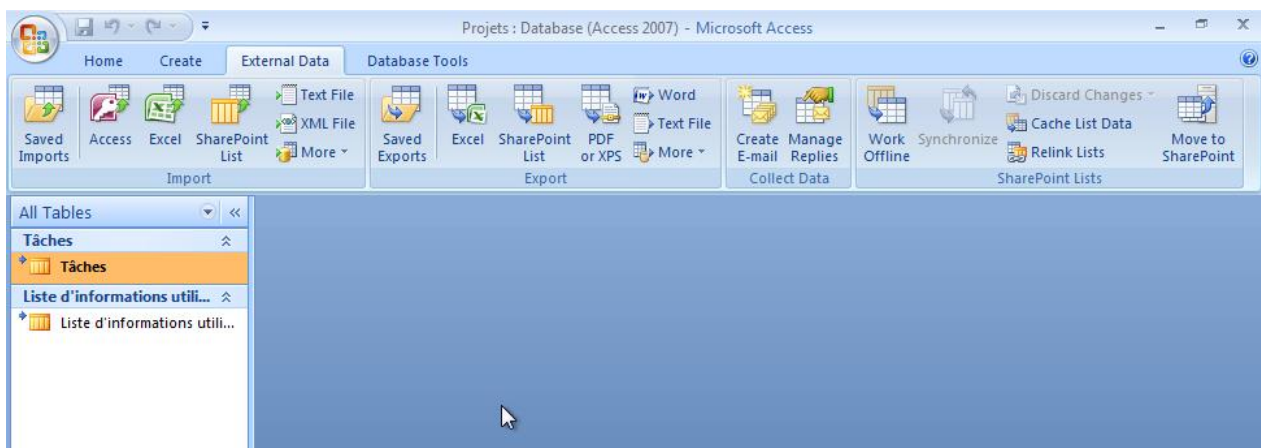 Projets : Database (Access 2007) - Microsoft Access
Home Create External Data Database Tools
Saved Imports
Access
Excel
SharePoint List
Text File
XML File
More
Import
Saved Exports
Excel
SharePoint List
PDF or XPS
Word
Text File
More
Export
Create E-mail
Manage Replies
Collect Data
Work Offline
Synchronize
Discard Changes
Cache List Data
Relink Lists
Move to SharePoint
SharePoint Lists
All Tables
Tâches
Tâches
Liste d'informations utili...
Liste d'informations utili...